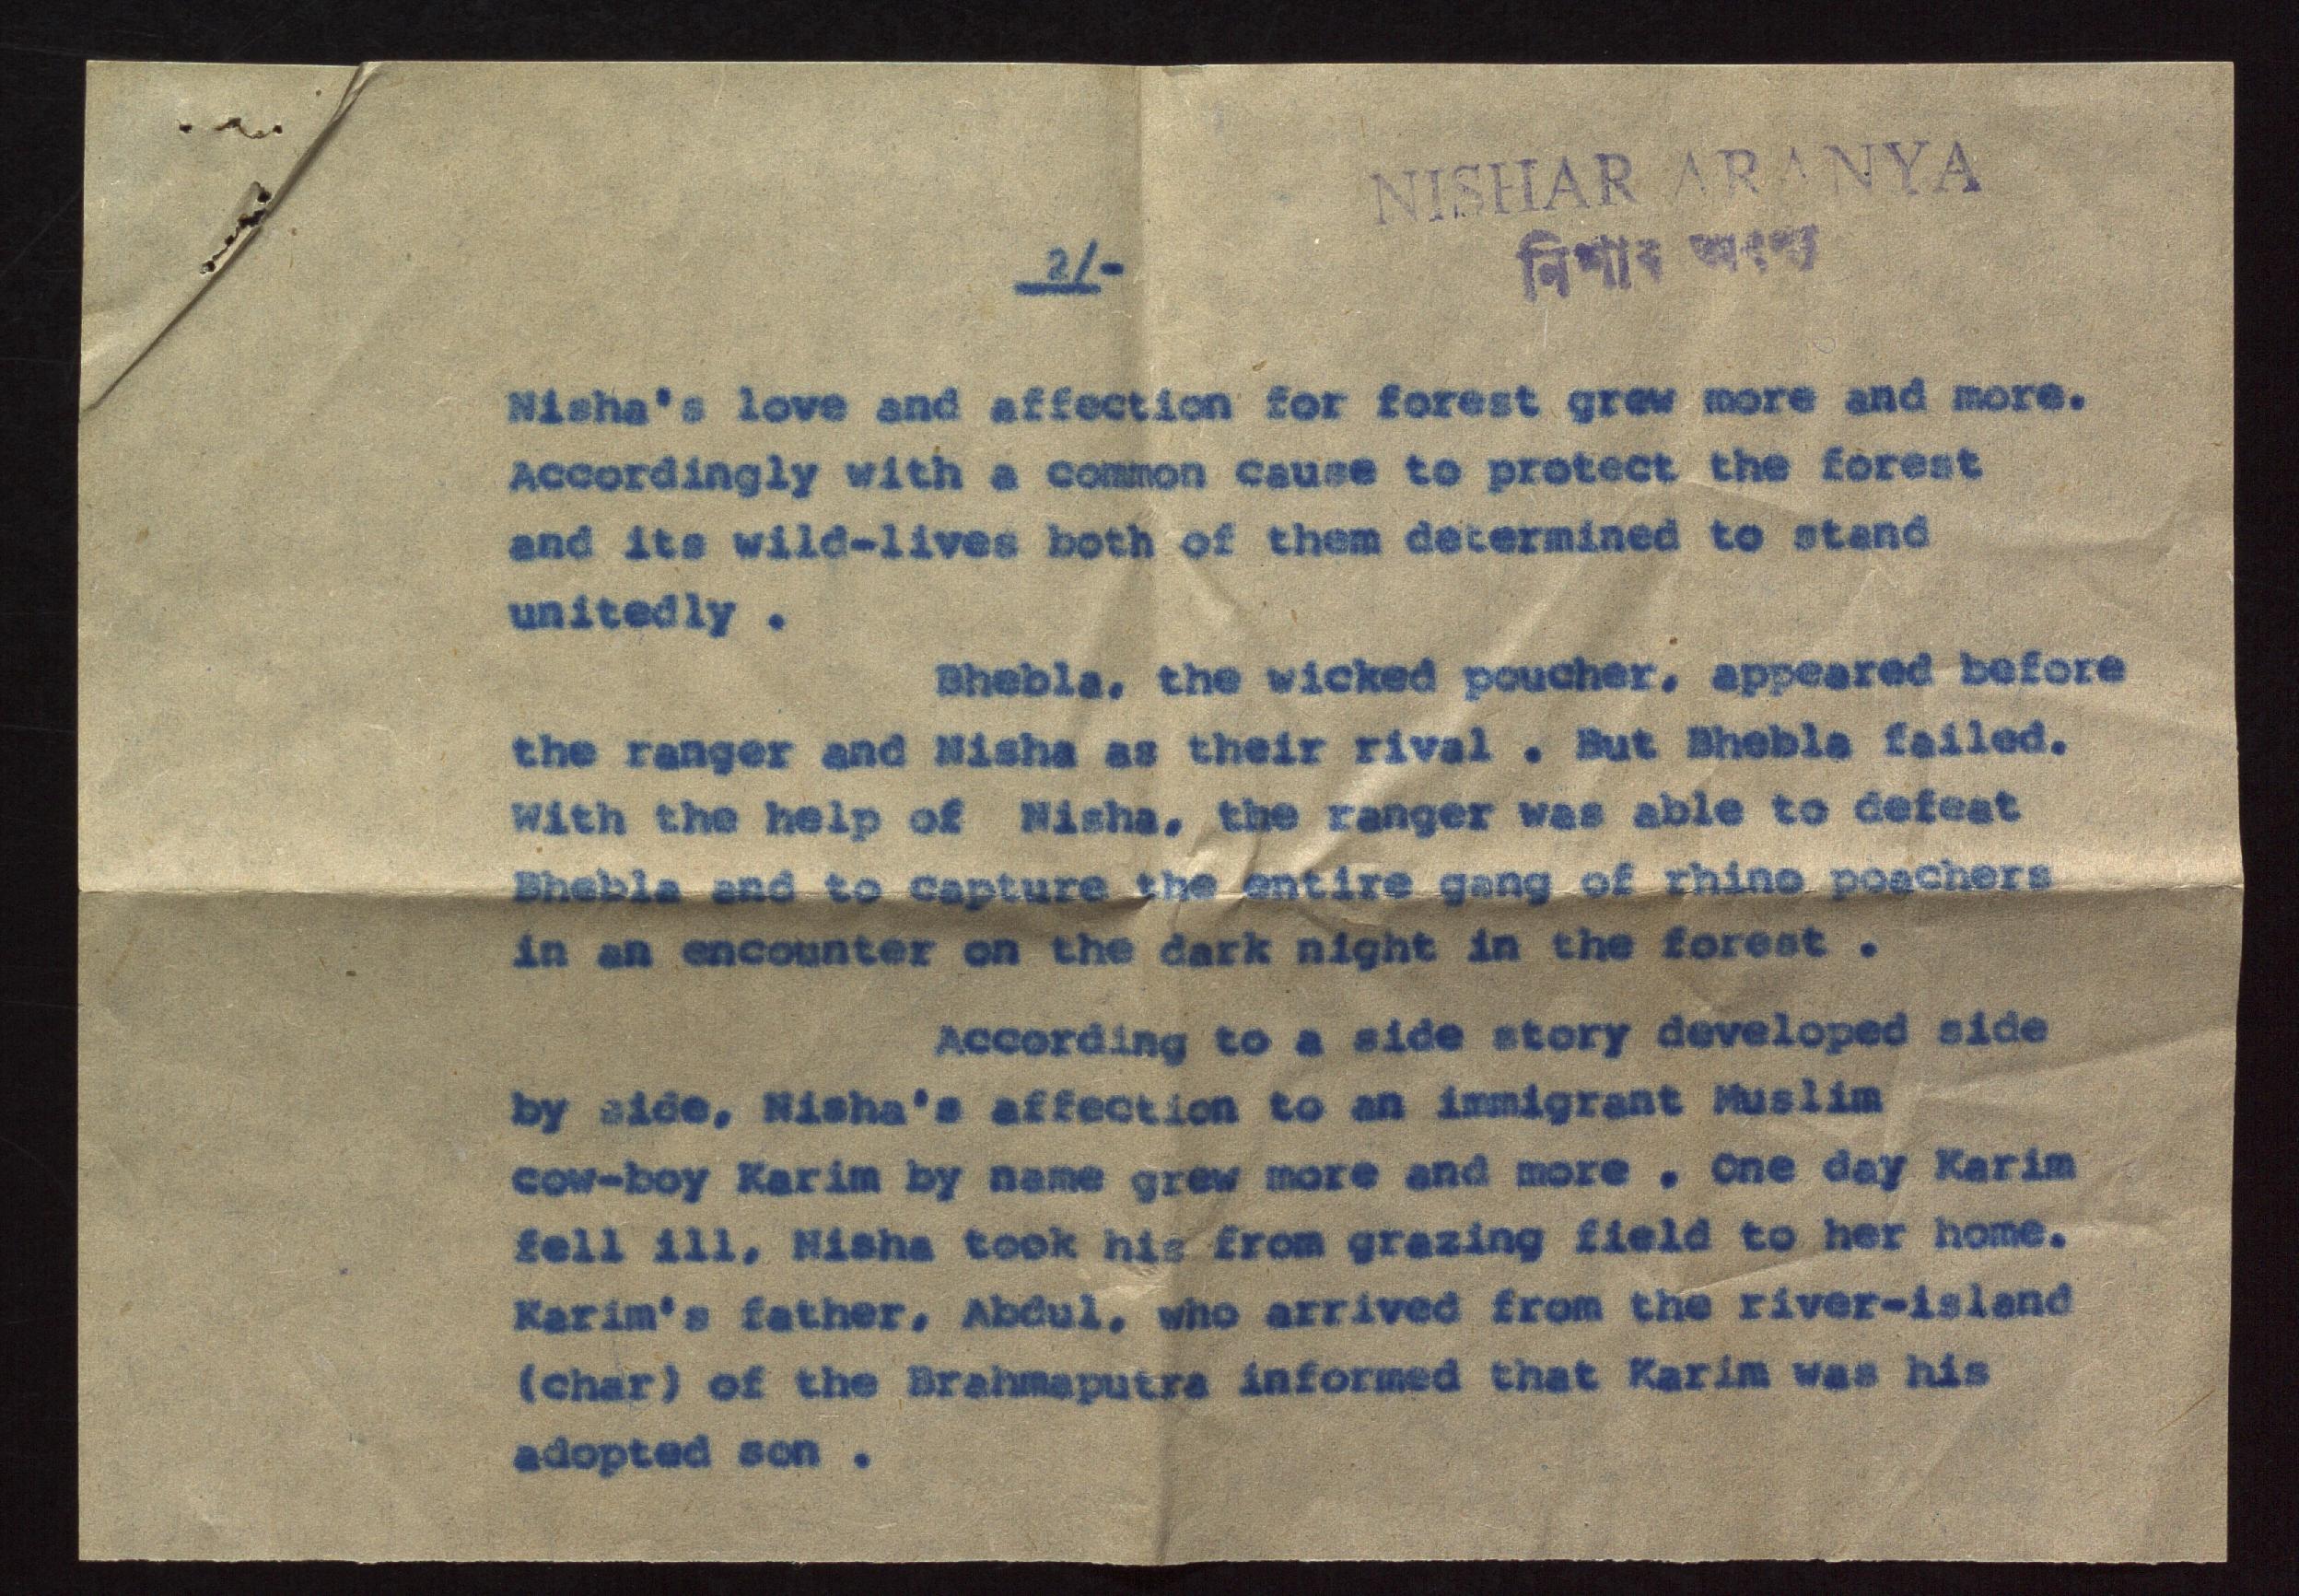 NISHAR ARANYA
নিশাৰ অৰণ্য
2/-
Nisha's love and affection for forest grew more and more.
Accordingly with a common cause to protect the forest
and its wild-lives both of them determined to stand
unitedly .
Bhebla, the wicked poucher, appeared before
the ranger and Nisha as their rival . But Bhebla failed.
With the help of Nisha, the ranger was able to defeat
Bhebla and to capture the entire gang of rhino poachers
in an encounter on the dark night in the forest .
According to a side story developed side
by side, Nisha's affection to an immigrant Muslim
cow-boy Karim by name grew more and more . One day Karim
fell ill, Nisha took his from grazing field to her home.
Karim's father, Abdul, who arrived from the river-island
(char) of the Brahmaputra informed that Karim was his
adopted son .